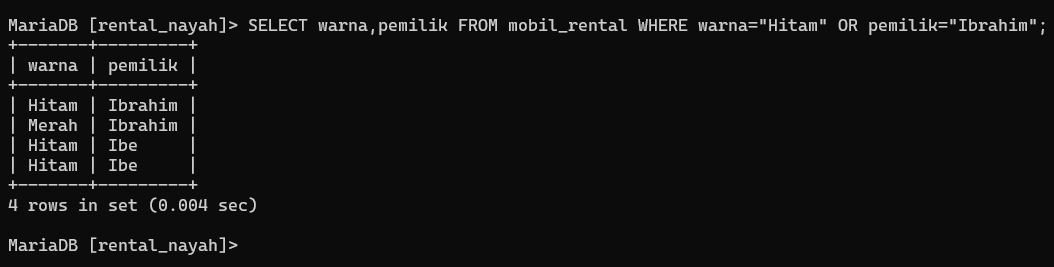 MariaDB [rental_nayah]> SELECT warna,pemilik FROM mobil_rental WHERE warna="Hitam" OR pemilik="Ibrahim";
+-------+---------+
| warna | pemilik |
+-------+---------+
| Hitam | Ibrahim |
| Merah | Ibrahim |
| Hitam | Ibe     |
| Hitam | Ibe     |
+-------+---------+
4 rows in set (0.004 sec)
MariaDB [rental_nayah]>